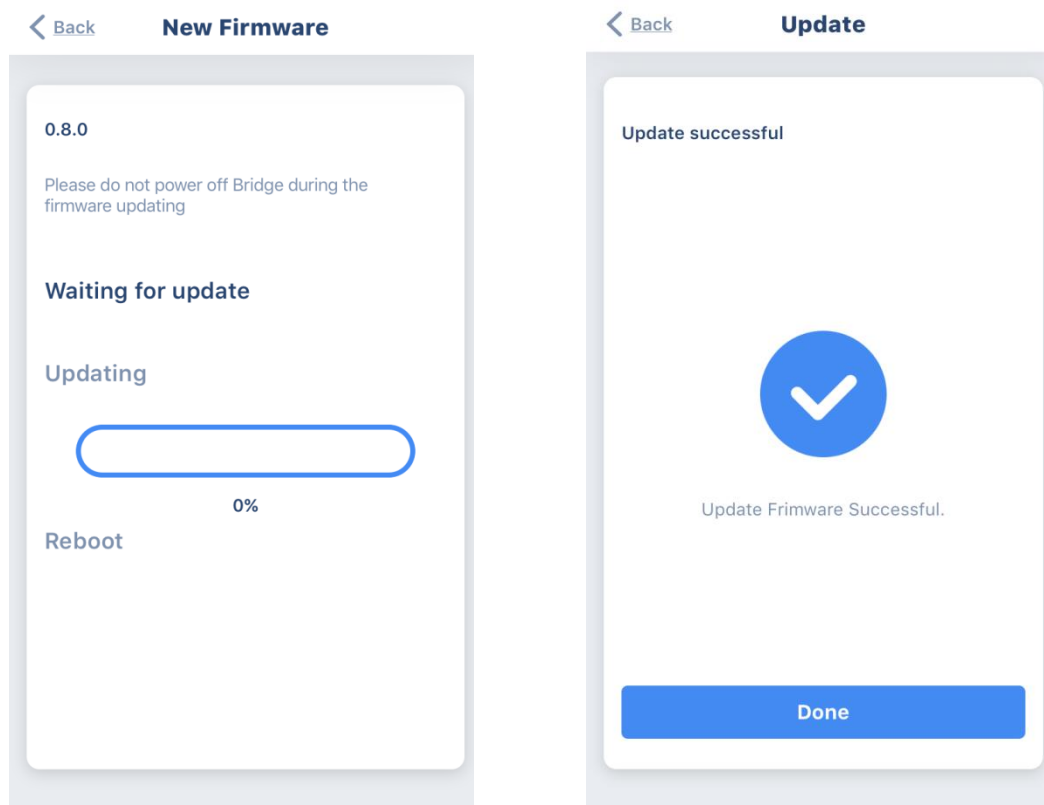 Back
New Firmware
0.8.0
Please do not power off Bridge during the
firmware updating
Waiting for update
Updating
0%
Reboot
Back
Update
Update successful
Update Frimware Successful.
Done